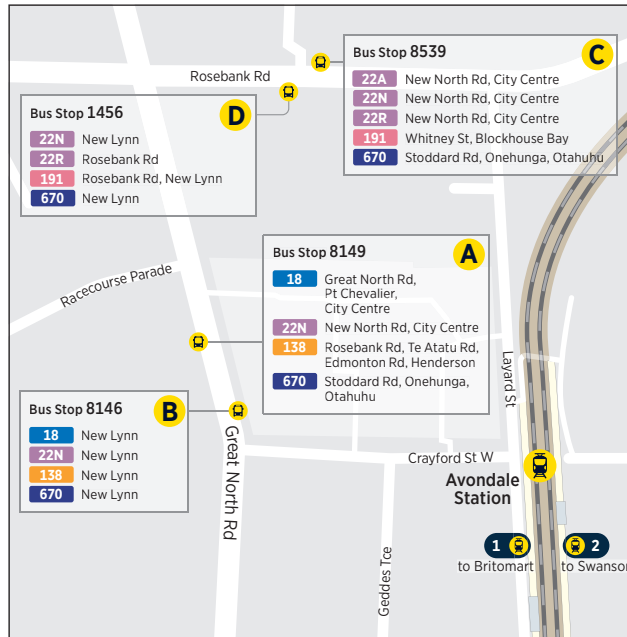 Rosebank Rd
Bus Stop 8539
C
22A New North Rd, City Centre
22N New North Rd, City Centre
22R New North Rd, City Centre
191 Whitney St, Blockhouse Bay
670 Stoddard Rd, Onehunga, Otahuhu
Bus Stop 1456
D
22N New Lynn
22R Rosebank Rd
191 Rosebank Rd, New Lynn
670 New Lynn
Bus Stop 8149
A
18 Great North Rd,
Pt Chevalier,
City Centre
22N New North Rd, City Centre
138 Rosebank Rd, Te Atatu Rd,
Edmonton Rd, Henderson
670 Stoddard Rd, Onehunga,
Otahuhu
Racecourse Parade
Layard St
Bus Stop 8146
B
18 New Lynn
22N New Lynn
138 New Lynn
670 New Lynn
Great North Rd
Crayford St W
Avondale
Station
Geddes Tce
1
to Britomart
2
to Swanson